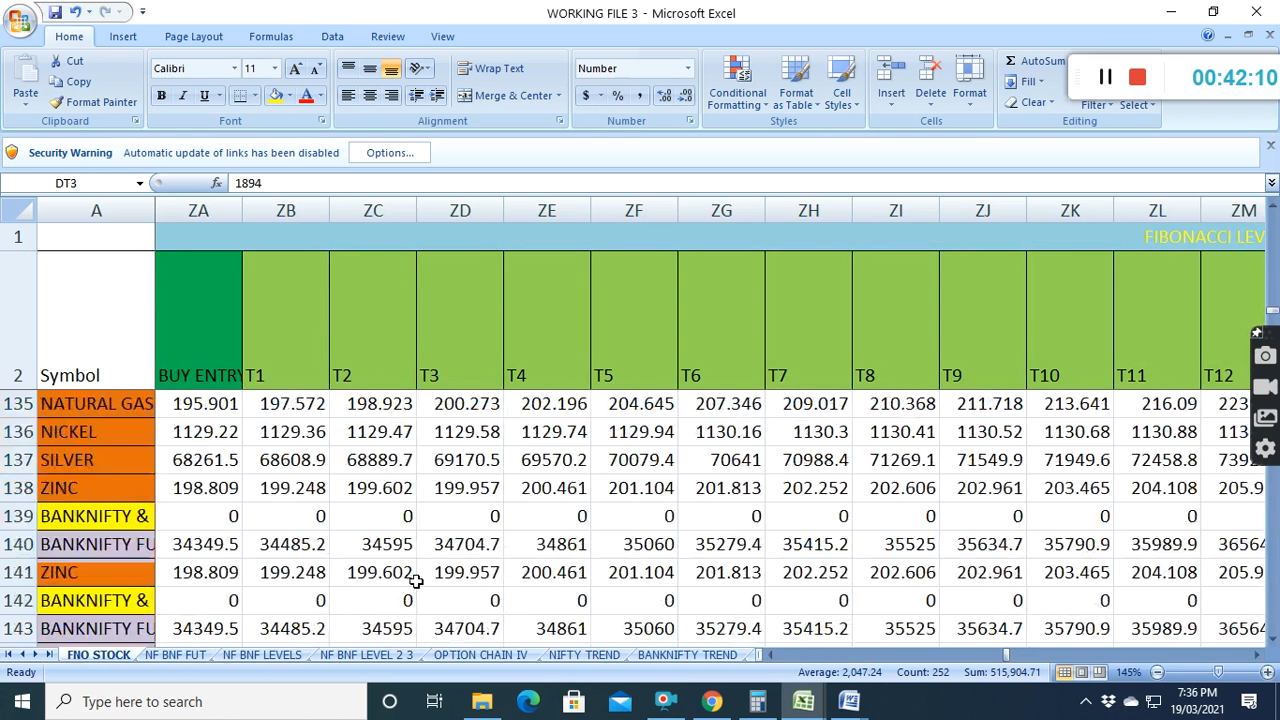 WORKING FILE 3 - Microsoft Excel
Home Insert Page Layout Formulas Data Review View
Cut
Copy
Format Painter
Paste
Clipboard
Calibri 11
Font
Wrap Text
Merge & Center
Alignment
Number
Number
Conditional Formatting
Format as Table
Cell Styles
Styles
Insert Delete Format
Cells
AutoSum
Fill
Clear
Filter Select
Editing
00:42:10
Security Warning Automatic update of links has been disabled Options...
DT3 fx 1894
A ZA ZB ZC ZD ZE ZF ZG ZH ZI ZJ ZK ZL ZM
1 FIBONACCI LEV
2 Symbol BUY ENTRY T1 T2 T3 T4 T5 T6 T7 T8 T9 T10 T11 T12
135 NATURAL GAS 195.901 197.572 198.923 200.273 202.196 204.645 207.346 209.017 210.368 211.718 213.641 216.09 223
136 NICKEL 1129.22 1129.36 1129.47 1129.58 1129.74 1129.94 1130.16 1130.3 1130.41 1130.52 1130.68 1130.88 113
137 SILVER 68261.5 68608.9 68889.7 69170.5 69570.2 70079.4 70641 70988.4 71269.1 71549.9 71949.6 72458.8 739
138 ZINC 198.809 199.248 199.602 199.957 200.461 201.104 201.813 202.252 202.606 202.961 203.465 204.108 205.9
139 BANKNIFTY & 0 0 0 0 0 0 0 0 0 0 0 0
140 BANKNIFTY FU 34349.5 34485.2 34595 34704.7 34861 35060 35279.4 35415.2 35525 35634.7 35790.9 35989.9 36564
141 ZINC 198.809 199.248 199.602 199.957 200.461 201.104 201.813 202.252 202.606 202.961 203.465 204.108 205.9
142 BANKNIFTY & 0 0 0 0 0 0 0 0 0 0 0 0
143 BANKNIFTY FU 34349.5 34485.2 34595 34704.7 34861 35060 35279.4 35415.2 35525 35634.7 35790.9 35989.9 36564
FNO STOCK NF BNF FUT NF BNF LEVELS NF BNF LEVEL 2 3 OPTION CHAIN IV NIFTY TREND BANKNIFTY TREND
Ready Average: 2,047.24 Count: 252 Sum: 515,904.71 145%
Type here to search
7:36 PM
19/03/2021